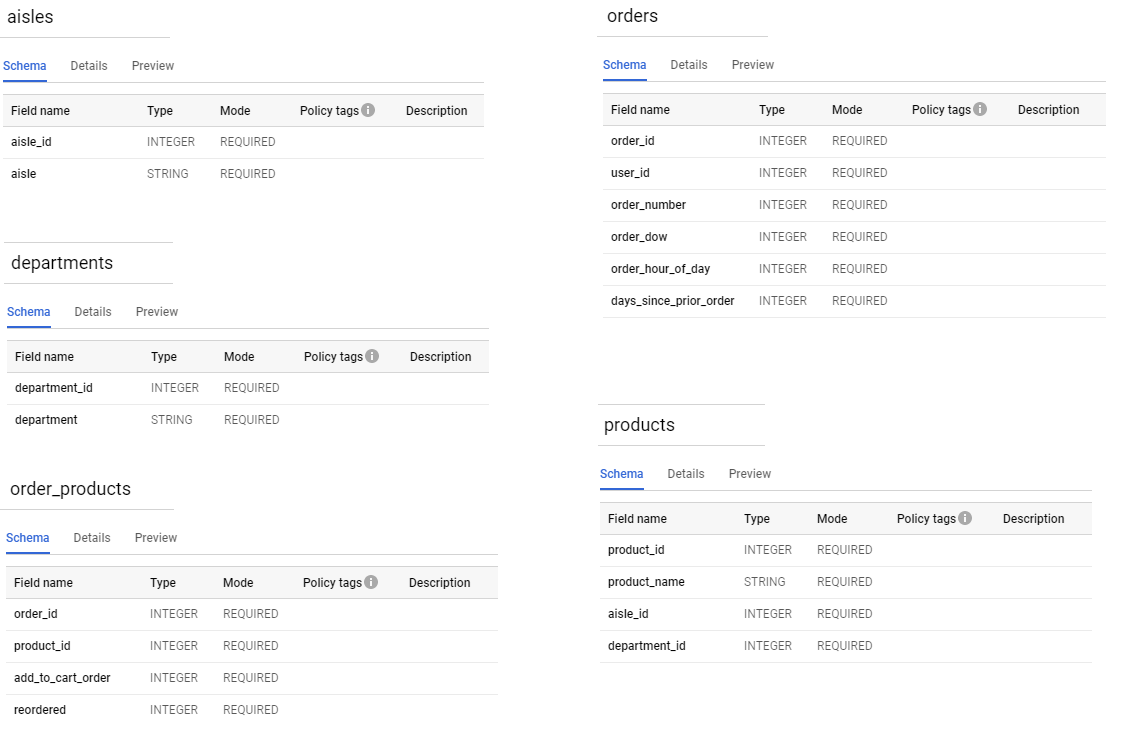 aisles
Schema Details Preview
Field name Type Mode Policy tags Description
aisle_id INTEGER REQUIRED
aisle STRING REQUIRED
departments
Schema Details Preview
Field name Type Mode Policy tags Description
department_id INTEGER REQUIRED
department STRING REQUIRED
order_products
Schema Details Preview
Field name Type Mode Policy tags Description
order_id INTEGER REQUIRED
product_id INTEGER REQUIRED
add_to_cart_order INTEGER REQUIRED
reordered INTEGER REQUIRED
orders
Schema Details Preview
Field name Type Mode Policy tags Description
order_id INTEGER REQUIRED
user_id INTEGER REQUIRED
order_number INTEGER REQUIRED
order_dow INTEGER REQUIRED
order_hour_of_day INTEGER REQUIRED
days_since_prior_order INTEGER REQUIRED
products
Schema Details Preview
Field name Type Mode Policy tags Description
product_id INTEGER REQUIRED
product_name STRING REQUIRED
aisle_id INTEGER REQUIRED
department_id INTEGER REQUIRED